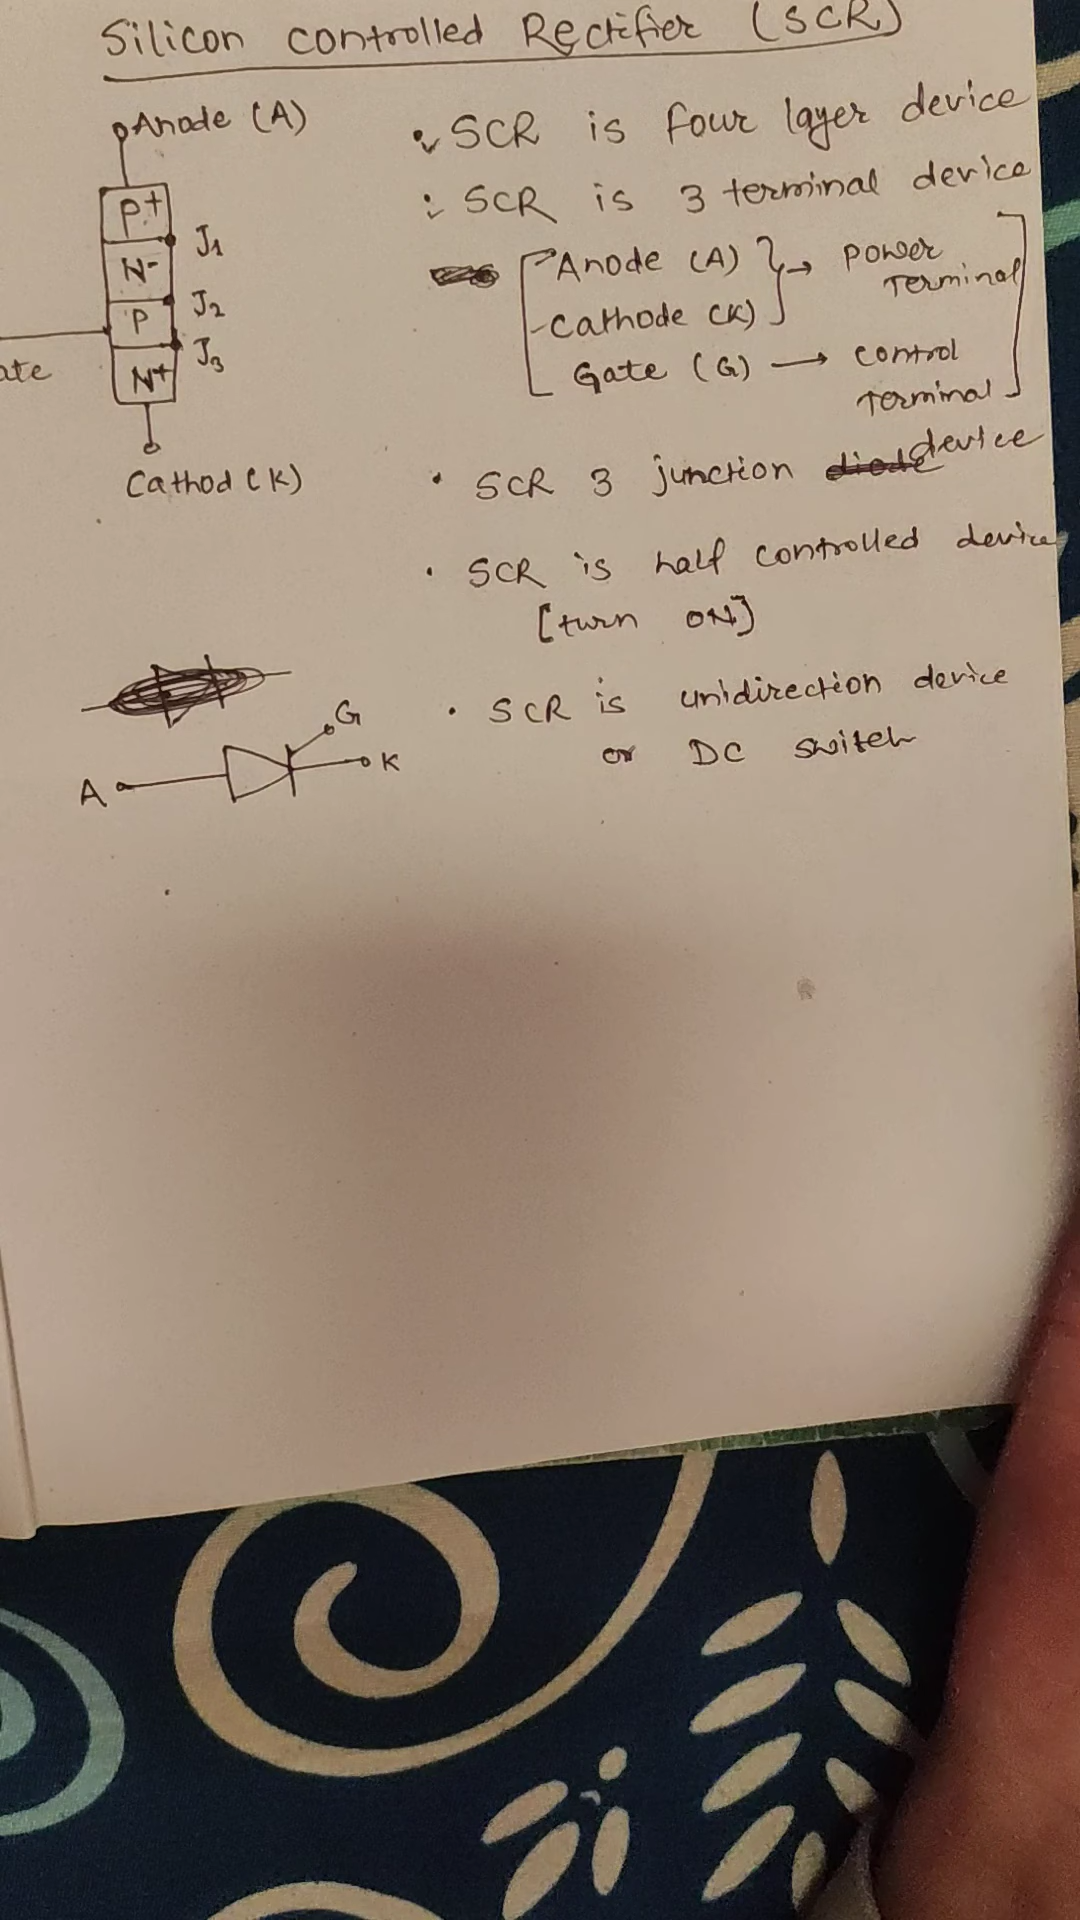 Silicon controlled Rectifier (SCR)
Anode (A)
P+
J1
N-
J2
P
J3
N+
ate
Cathod (K)
A
G
K
SCR is four layer device
SCR is 3 terminal device
Anode (A) } → power Terminal
Cathode (K)
Gate (G) → control Terminal
• SCR 3 junction device
• SCR is half controlled device
[turn ON]
• SCR is unidirection device
or DC switch